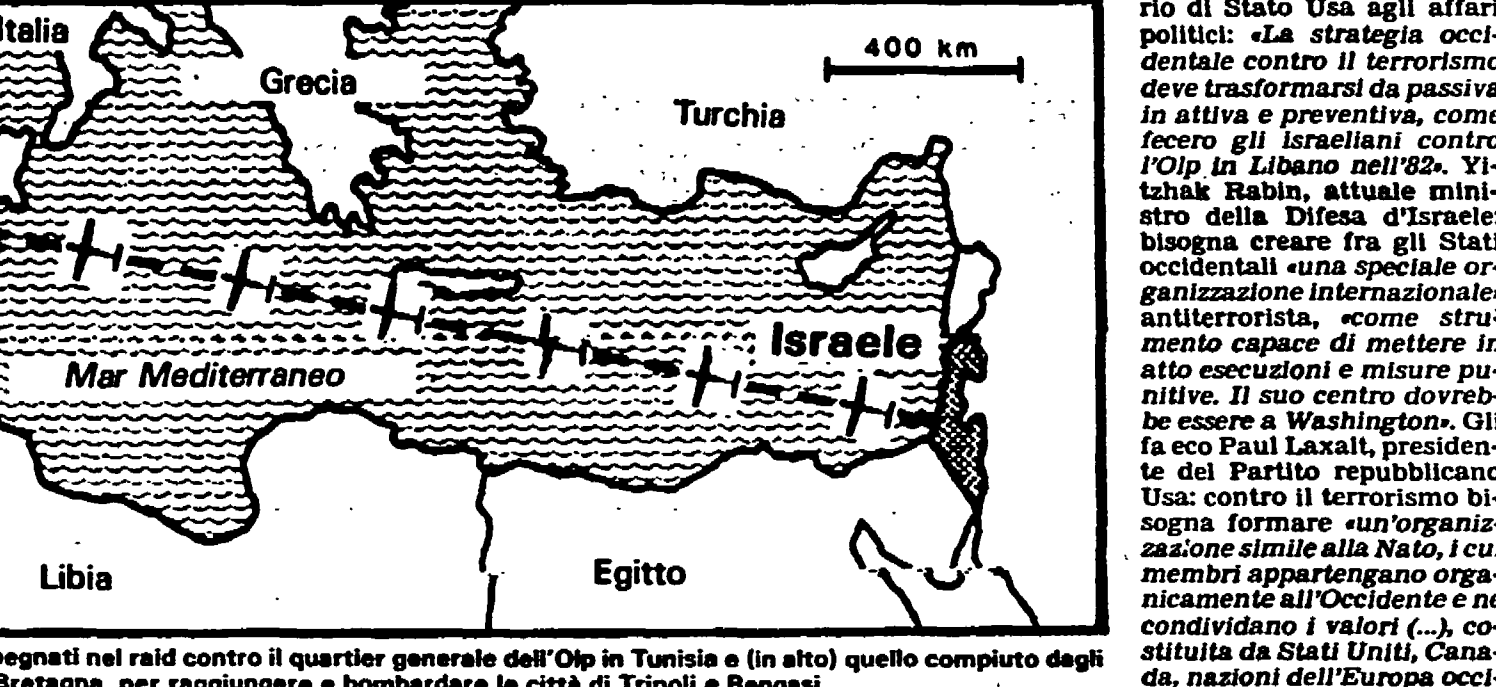 Italia
Grecia
400 km
Turchia
Israele
Mar Mediterraneo
Libia
Egitto
pegnati nel raid contro il quartier generale dell'Olp in Tunisia e (in alto) quello compiuto dagli
Bretagna, per raggiungere e bombardare le città di Tripoli e Bengasi
rio di Stato Usa agli affari
politici: «La strategia occi-
dentale contro il terrorismo
deve trasformarsi da passiva
in attiva e preventiva, come
fecero gli israeliani contro
l'Olp in Libano nell'82». Yi-
tzhak Rabin, attuale mini-
stro della Difesa d'Israele:
bisogna creare fra gli Stati
occidentali «una speciale or-
ganizzazione internazionale»
antiterrorista, «come stru-
mento capace di mettere in
atto esecuzioni e misure pu-
nitive. Il suo centro dovreb-
be essere a Washington». Gli
fa eco Paul Laxalt, presiden-
te del Partito repubblicano
Usa: contro il terrorismo bi-
sogna formare «un'organiz-
zazione simile alla Nato, i cui
membri appartengano orga-
nicamente all'Occidente e ne
condividano i valori (...), co-
stituita da Stati Uniti, Cana-
da, nazioni dell'Europa occi-